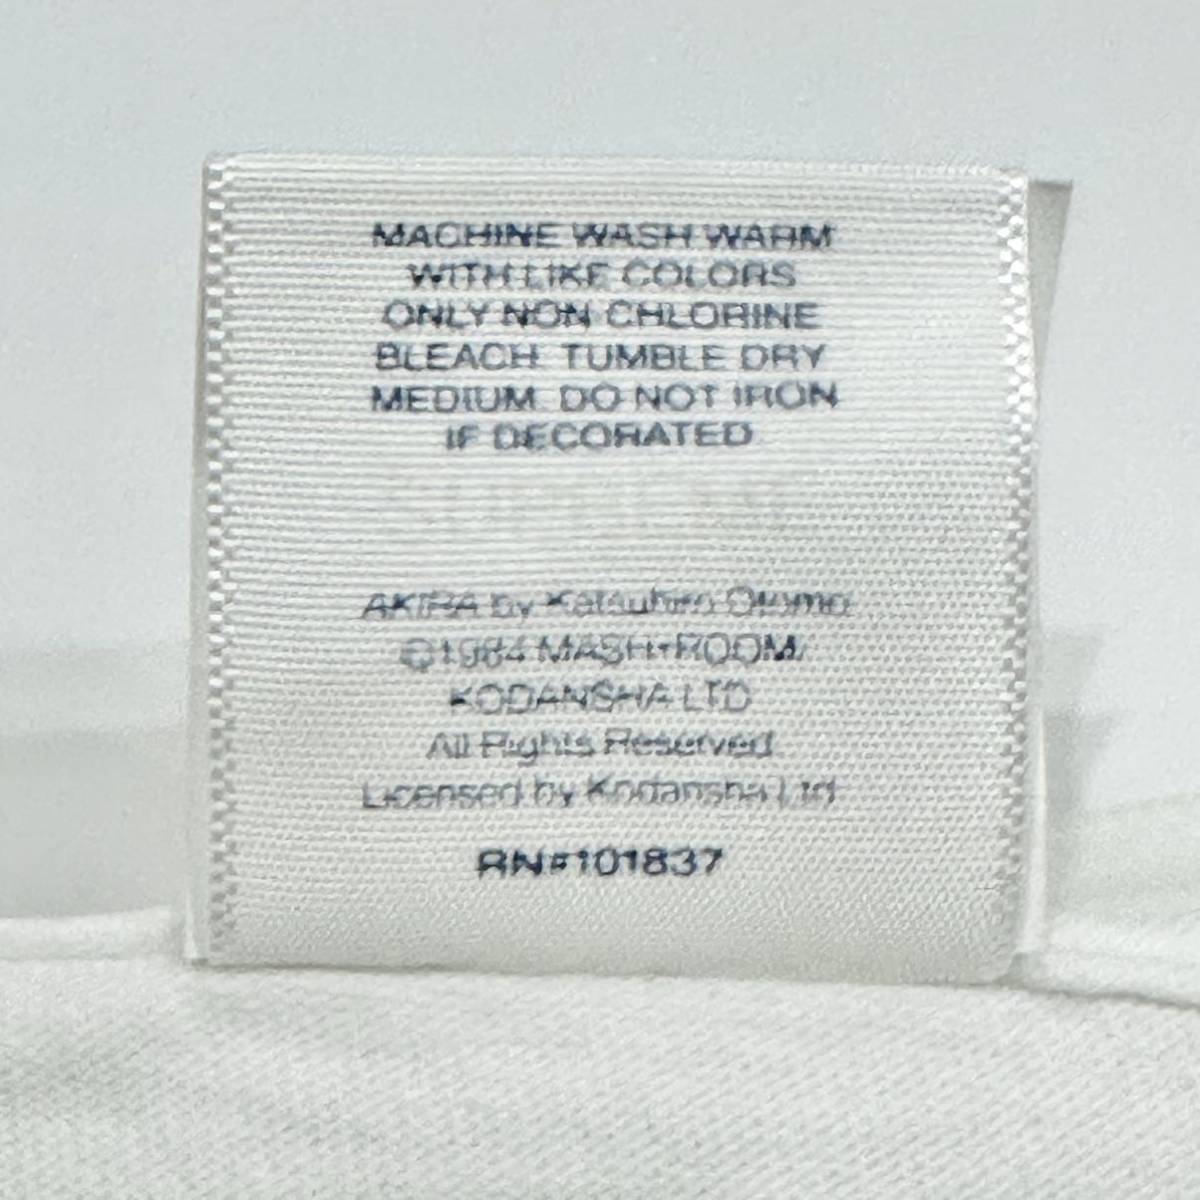 MACHINE WASH WARM
WITH LIKE COLORS
ONLY NON CHLORINE
BLEACH TUMBLE DRY
MEDIUM DO NOT IRON
IF DECORATED
AKIRA by Katsuhiro Otomo
©1984 MASH•ROOM/
KODANSHA LTD
All Rights Reserved
Licensed by Kodansha Ltd
RN#101837